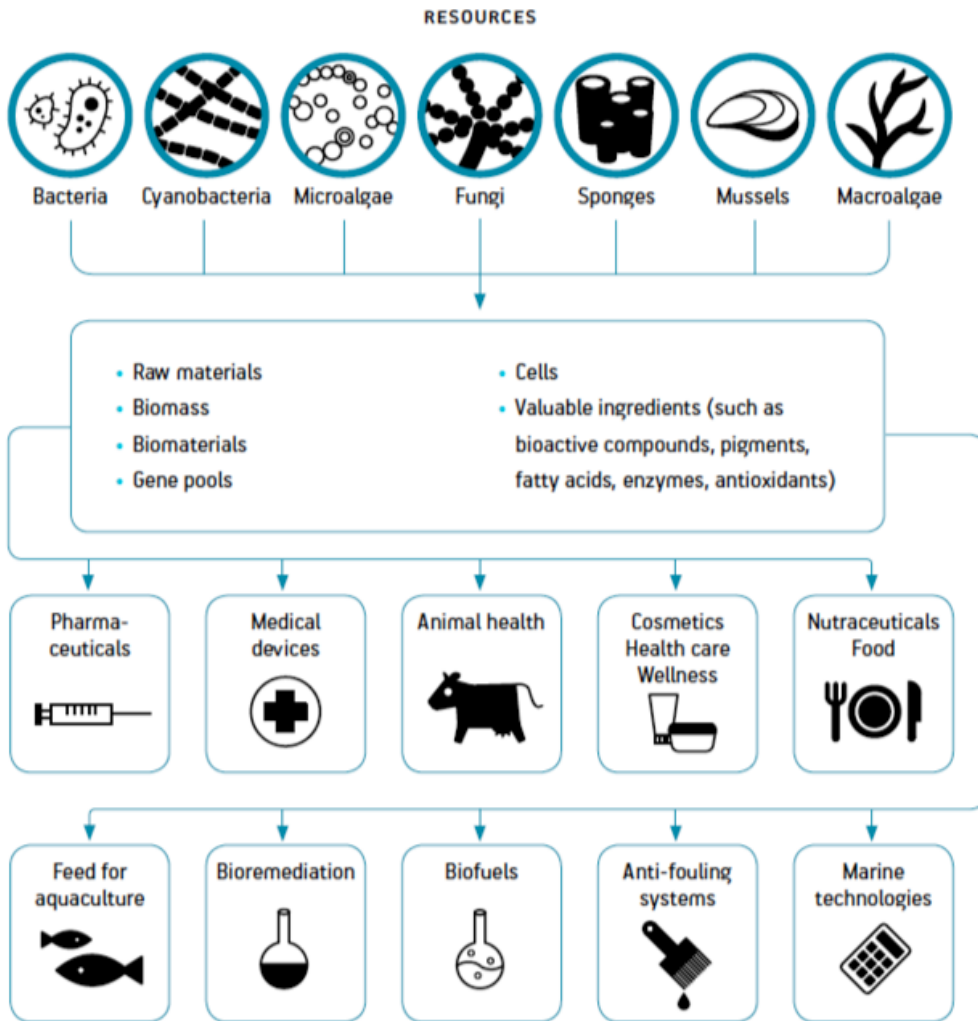 RESOURCES
Bacteria
Cyanobacteria
Microalgae
Fungi
Sponges
Mussels
Macroalgae
• Raw materials
• Biomass
• Biomaterials
• Gene pools
• Cells
• Valuable ingredients (such as
bioactive compounds, pigments,
fatty acids, enzymes, antioxidants)
Pharma-
ceuticals
Medical
devices
Animal health
Cosmetics
Health care
Wellness
Nutraceuticals
Food
Feed for
aquaculture
Bioremediation
Biofuels
Anti-fouling
systems
Marine
technologies